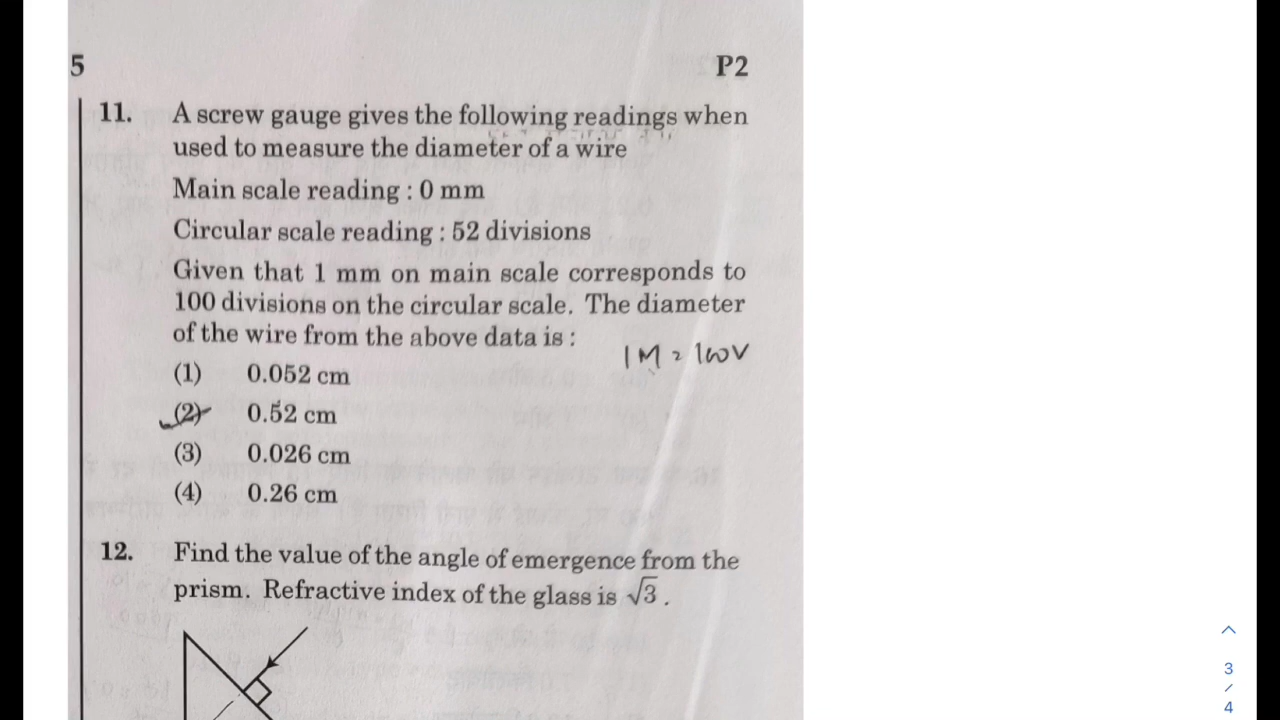 5 P2
11. A screw gauge gives the following readings when
used to measure the diameter of a wire
Main scale reading : 0 mm
Circular scale reading : 52 divisions
Given that 1 mm on main scale corresponds to
100 divisions on the circular scale. The diameter
of the wire from the above data is :
1M = 100V
(1) 0.052 cm
(2) 0.52 cm
(3) 0.026 cm
(4) 0.26 cm
12. Find the value of the angle of emergence from the
prism. Refractive index of the glass is √3 .
3
/
4